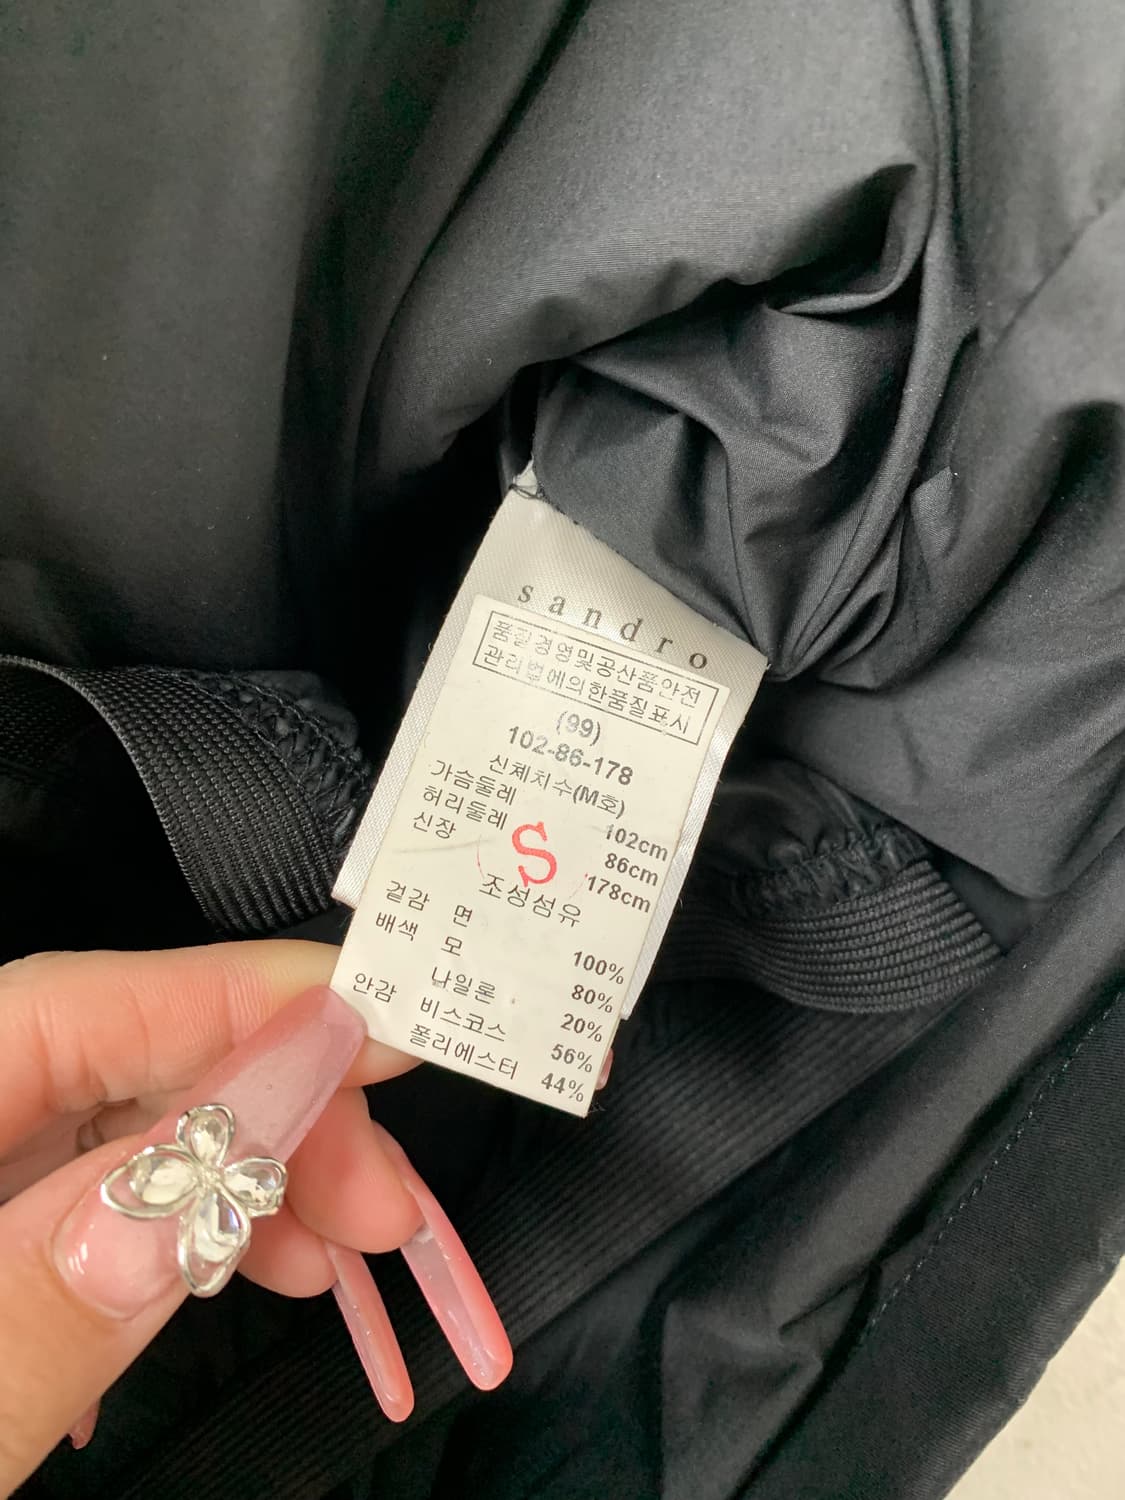 sandro
품질경영및공산품안전
관리법에의한품질표시
(99)
102-86-178
신체치수(M호)
가슴둘레 102cm
허리둘레 86cm
신장 178cm
S
조성섬유
겉감 면 100%
배색 모 80%
나일론 20%
안감 비스코스 56%
폴리에스터 44%